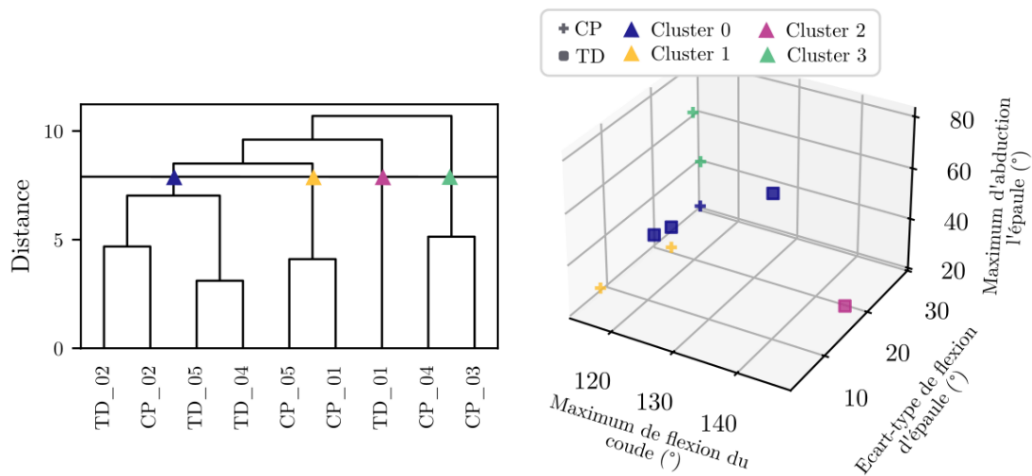 CP
TD
Cluster 0
Cluster 1
Cluster 2
Cluster 3
Distance
10
5
0
TD_02
CP_02
TD_05
TD_04
CP_05
CP_01
TD_01
CP_04
CP_03
80
60
40
20
Maximum d'abduction
l'épaule (°)
30
20
10
Ecart-type de flexion
d'épaule (°)
120
130
140
Maximum de flexion du
coude (°)